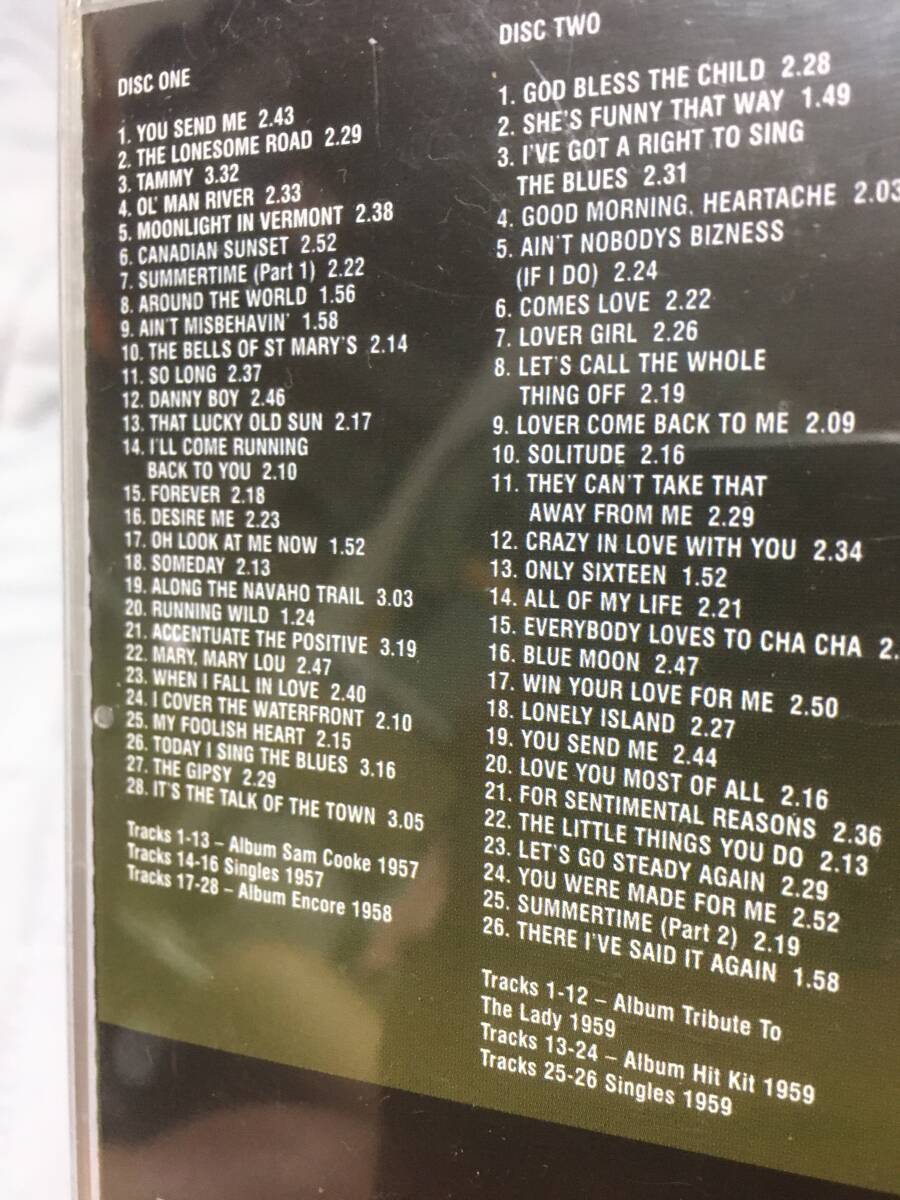 DISC ONE
1. YOU SEND ME 2.43
2. THE LONESOME ROAD 2.29
3. TAMMY 3.32
4. OL' MAN RIVER 2.33
5. MOONLIGHT IN VERMONT 2.38
6. CANADIAN SUNSET 2.52
7. SUMMERTIME (Part 1) 2.22
8. AROUND THE WORLD 1.56
9. AIN'T MISBEHAVIN' 1.58
10. THE BELLS OF ST MARY'S 2.14
11. SO LONG 2.37
12. DANNY BOY 2.46
13. THAT LUCKY OLD SUN 2.17
14. I'LL COME RUNNING
BACK TO YOU 2.10
15. FOREVER 2.18
16. DESIRE ME 2.23
17. OH LOOK AT ME NOW 1.52
18. SOMEDAY 2.13
19. ALONG THE NAVAHO TRAIL 3.03
20. RUNNING WILD 1.24
21. ACCENTUATE THE POSITIVE 3.19
22. MARY, MARY LOU 2.47
23. WHEN I FALL IN LOVE 2.40
24. I COVER THE WATERFRONT 2.10
25. MY FOOLISH HEART 2.15
26. TODAY I SING THE BLUES 3.16
27. THE GIPSY 2.29
28. IT'S THE TALK OF THE TOWN 3.05
Tracks 1-13 – Album Sam Cooke 1957
Tracks 14-16 Singles 1957
Tracks 17-28 – Album Encore 1958
DISC TWO
1. GOD BLESS THE CHILD 2.28
2. SHE'S FUNNY THAT WAY 1.49
3. I'VE GOT A RIGHT TO SING
THE BLUES 2.31
4. GOOD MORNING, HEARTACHE 2.03
5. AIN'T NOBODYS BIZNESS
(IF I DO) 2.24
6. COMES LOVE 2.22
7. LOVER GIRL 2.26
8. LET'S CALL THE WHOLE
THING OFF 2.19
9. LOVER COME BACK TO ME 2.09
10. SOLITUDE 2.16
11. THEY CAN'T TAKE THAT
AWAY FROM ME 2.29
12. CRAZY IN LOVE WITH YOU 2.34
13. ONLY SIXTEEN 1.52
14. ALL OF MY LIFE 2.21
15. EVERYBODY LOVES TO CHA CHA 2.
16. BLUE MOON 2.47
17. WIN YOUR LOVE FOR ME 2.50
18. LONELY ISLAND 2.27
19. YOU SEND ME 2.44
20. LOVE YOU MOST OF ALL 2.16
21. FOR SENTIMENTAL REASONS 2.36
22. THE LITTLE THINGS YOU DO 2.13
23. LET'S GO STEADY AGAIN 2.29
24. YOU WERE MADE FOR ME 2.52
25. SUMMERTIME (Part 2) 2.19
26. THERE I'VE SAID IT AGAIN 1.58
Tracks 1-12 – Album Tribute To
The Lady 1959
Tracks 13-24 – Album Hit Kit 1959
Tracks 25-26 Singles 1959